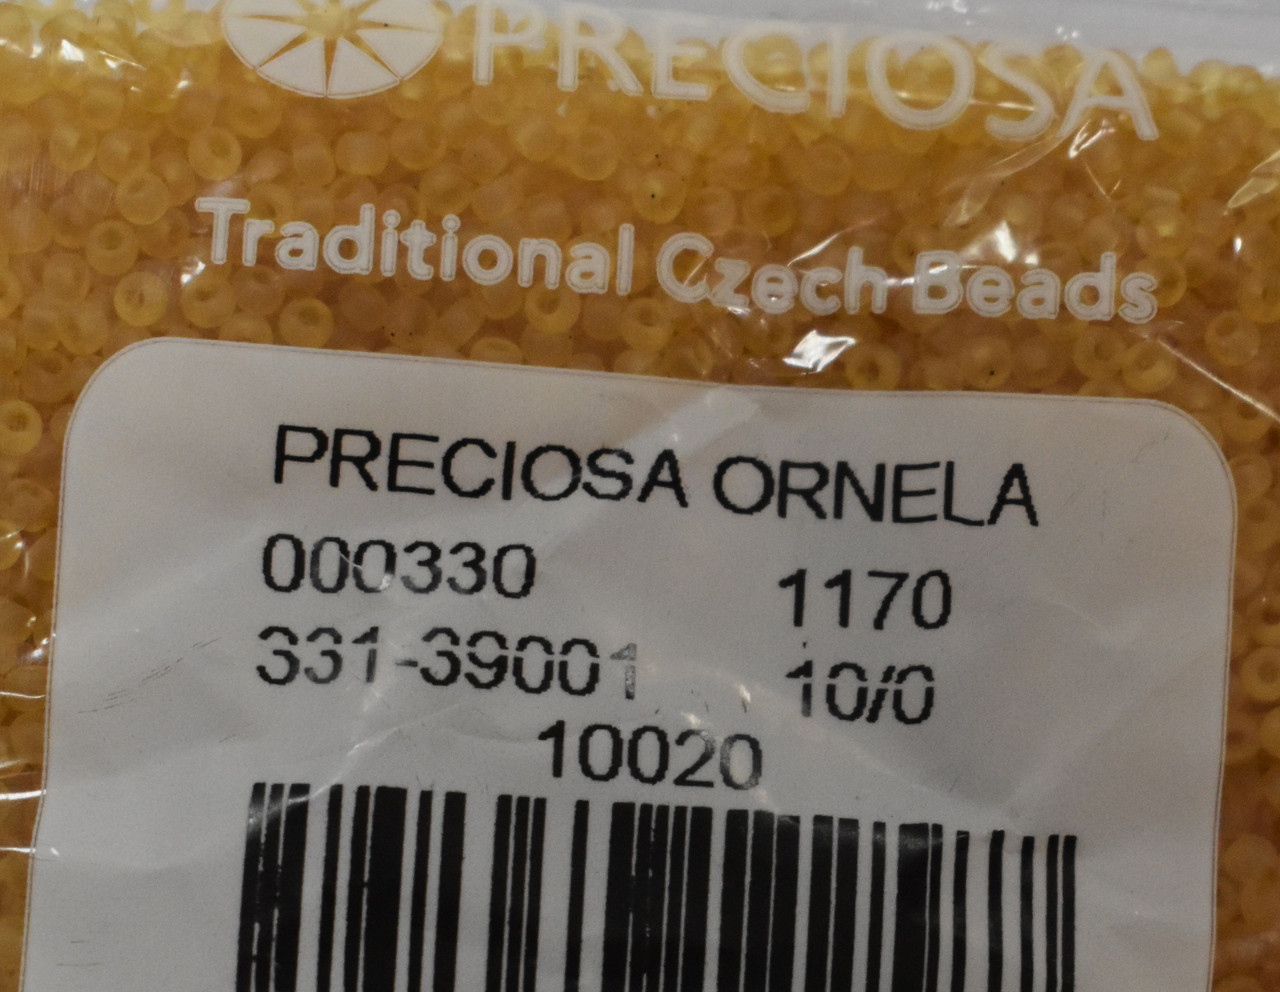 PRECIOSA
Traditional Czech Beads
PRECIOSA ORNELA
000330 1170
331-39001 10/0
10020